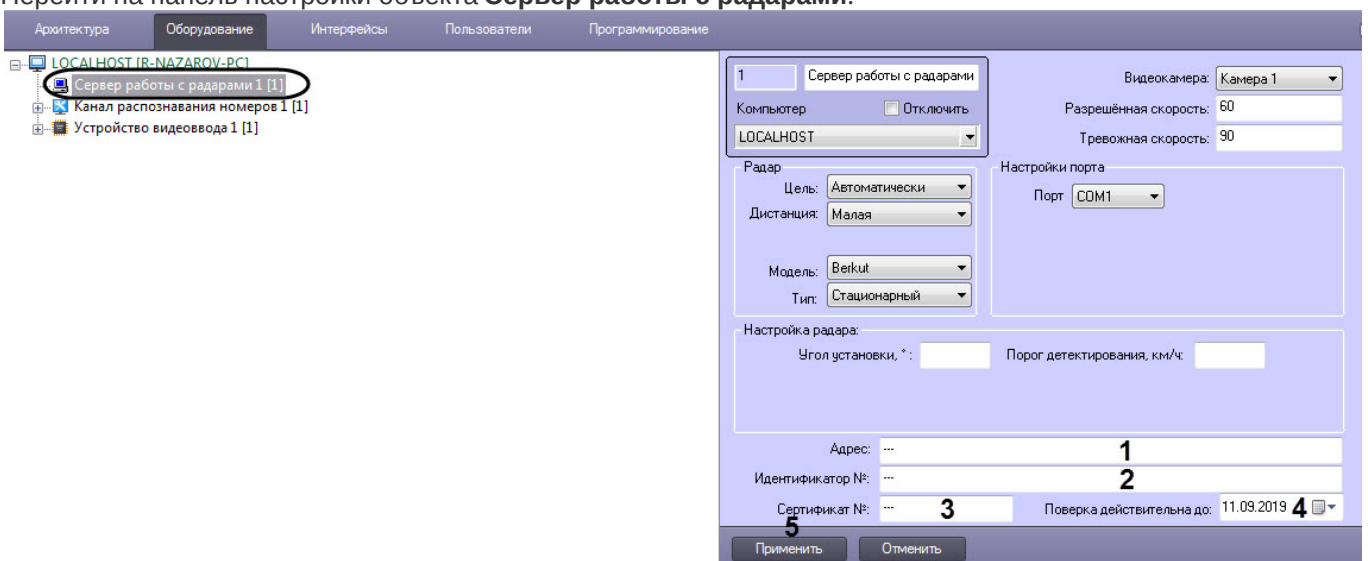 Перейти на панель настройки объекта Сервер работы с радарами.
Архитектура Оборудование Интерфейсы Пользователи Программирование
LOCALHOST [R-NAZAROV-PC]
Сервер работы с радарами 1 [1]
Канал распознавания номеров 1 [1]
Устройство видеоввода 1 [1]
1 Сервер работы с радарами
Компьютер Отключить
LOCALHOST
Видеокамера: Камера 1
Разрешённая скорость: 60
Тревожная скорость: 90
Радар
Цель: Автоматически
Дистанция: Малая
Модель: Berkut
Тип: Стационарный
Настройки порта
Порт COM1
Настройка радара:
Угол установки, ° : Порог детектирования, км/ч:
Адрес: --- 1
Идентификатор №: --- 2
Сертификат №: --- 3 Поверка действительна до: 11.09.2019 4
5
Применить Отменить